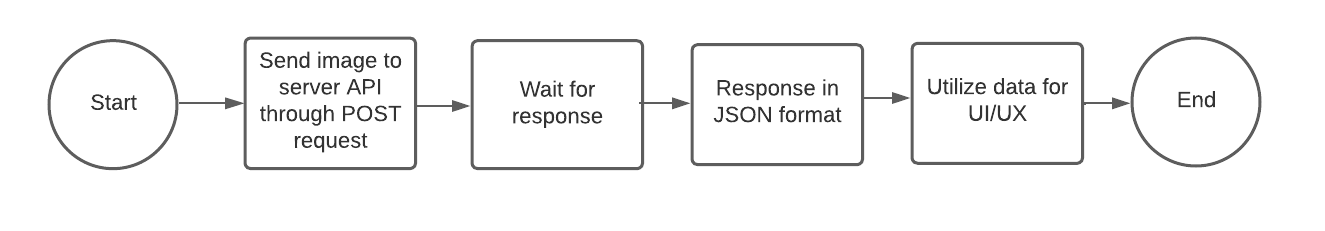 Start
Send image to
server API
through POST
request
Wait for
response
Response in
JSON format
Utilize data for
UI/UX
End